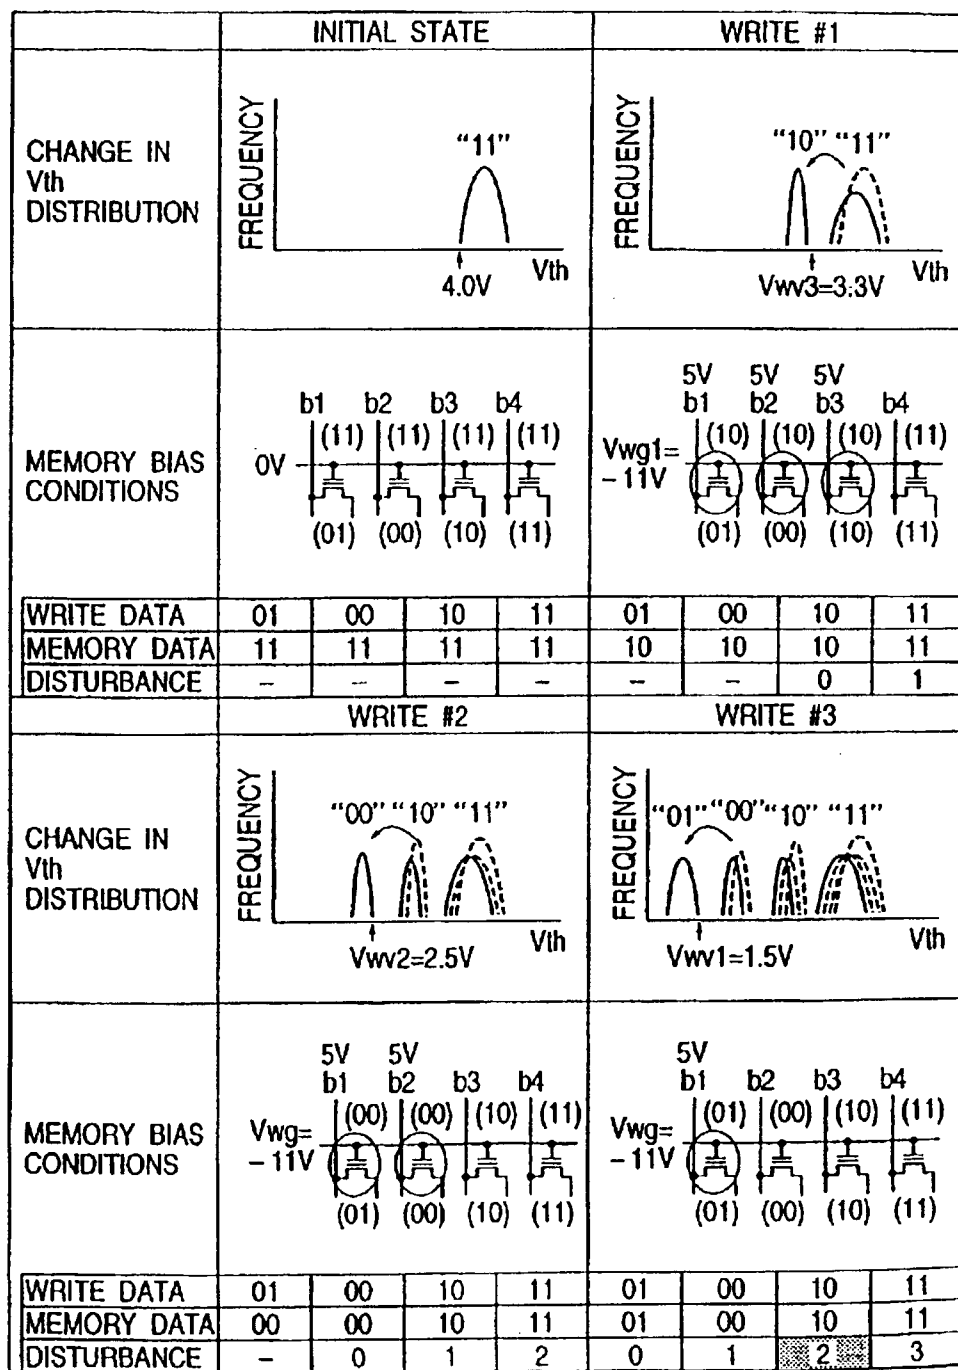 INITIAL STATE WRITE #1
CHANGE IN
Vth
DISTRIBUTION
FREQUENCY
"11"
4.0V
Vth
FREQUENCY
"10" "11"
Vwv3=3.3V
Vth
MEMORY BIAS
CONDITIONS
b1 b2 b3 b4
(11) (11) (11) (11)
0V
(01) (00) (10) (11)
5V 5V 5V
b1 b2 b3 b4
(10) (10) (10) (11)
Vwg1=
-11V
(01) (00) (10) (11)
WRITE DATA 01 00 10 11 01 00 10 11
MEMORY DATA 11 11 11 11 10 10 10 11
DISTURBANCE - - - - - - 0 1
WRITE #2 WRITE #3
CHANGE IN
Vth
DISTRIBUTION
FREQUENCY
"00" "10" "11"
Vwv2=2.5V
Vth
FREQUENCY
"01" "00" "10" "11"
Vwv1=1.5V
Vth
MEMORY BIAS
CONDITIONS
5V 5V
b1 b2 b3 b4
(00) (00) (10) (11)
Vwg=
-11V
(01) (00) (10) (11)
5V
b1 b2 b3 b4
(01) (00) (10) (11)
Vwg=
-11V
(01) (00) (10) (11)
WRITE DATA 01 00 10 11 01 00 10 11
MEMORY DATA 00 00 10 11 01 00 10 11
DISTURBANCE - 0 1 2 0 1 2 3